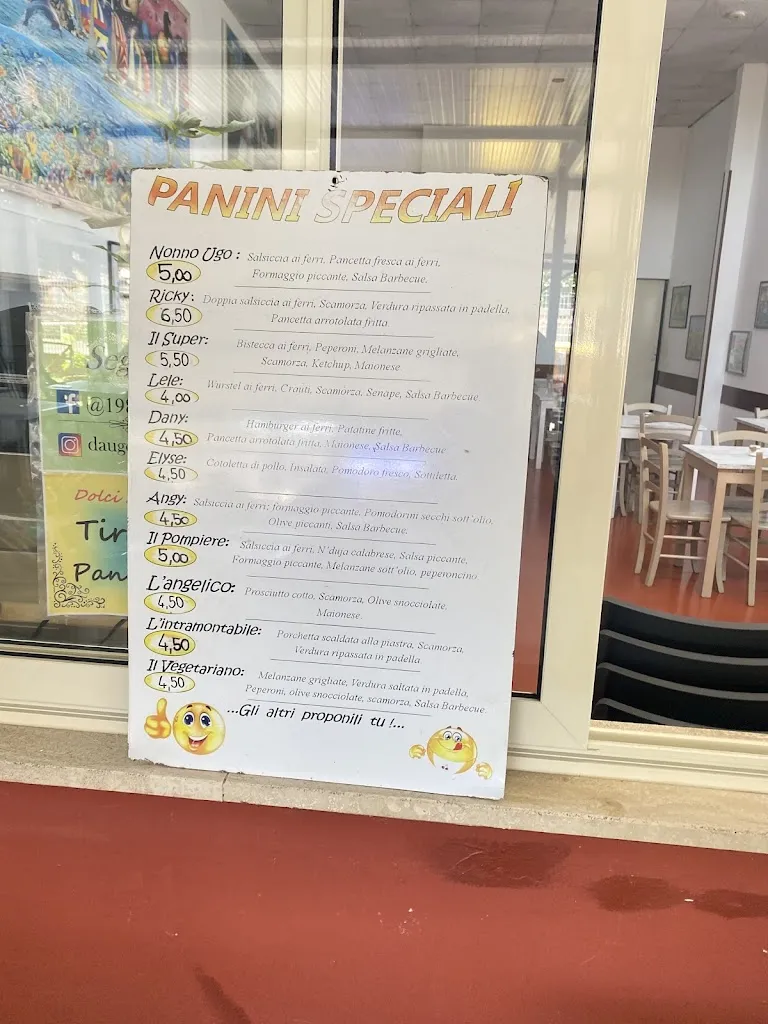 PANINI SPECIALI
Nonno Ugo : Salsiccia ai ferri, Pancetta fresca ai ferri,
5,00 Formaggio piccante, Salsa Barbecue.
Ricky: Doppia salsiccia ai ferri, Scamorza, Verdura ripassata in padella,
6,50 Pancetta arrotolata fritta.
Il Super: Bistecca ai ferri, Peperoni, Melanzane grigliate,
5,50 Scamorza, Ketchup, Maionese.
Lele: Wurstel ai ferri, Crauti, Scamorza, Senape, Salsa Barbecue.
4,00
Dany: Hamburger ai ferri, Patatine fritte,
4,50 Pancetta arrotolata fritta, Maionese, Salsa Barbecue
Elyse: Cotoletta di pollo, Insalata, Pomodoro fresco, Sottiletta.
4,50
Angy: Salsiccia ai ferri, formaggio piccante, Pomodorini secchi sott'olio,
4,50 Olive piccanti, Salsa Barbecue.
Il Pompiere: Salsiccia ai ferri, N'duja calabrese, Salsa piccante,
5,00 Formaggio piccante, Melanzane sott'olio, peperoncino
L'angelico: Prosciutto cotto, Scamorza, Olive snocciolate,
4,50 Maionese.
L'intramontabile: Porchetta scaldata alla piastra, Scamorza,
4,50 Verdura ripassata in padella
Il Vegetariano: Melanzane grigliate, Verdura saltata in padella,
4,50 Peperoni, olive snocciolate, scamorza, Salsa Barbecue.
...Gli altri proponili tu !...
Seg
@198
daug
Dolci
Tir
Pan